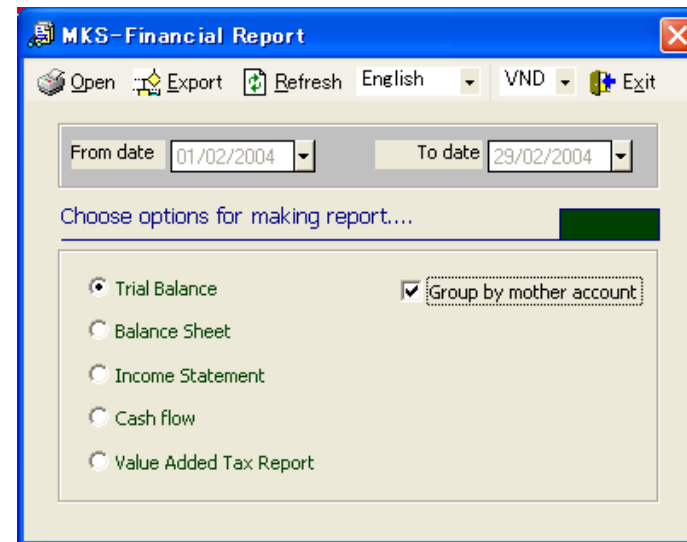 MKS-Financial Report
Open Export Refresh English VND Exit
From date 01/02/2004 To date 29/02/2004
Choose options for making report....
Trial Balance Group by mother account
Balance Sheet
Income Statement
Cash flow
Value Added Tax Report